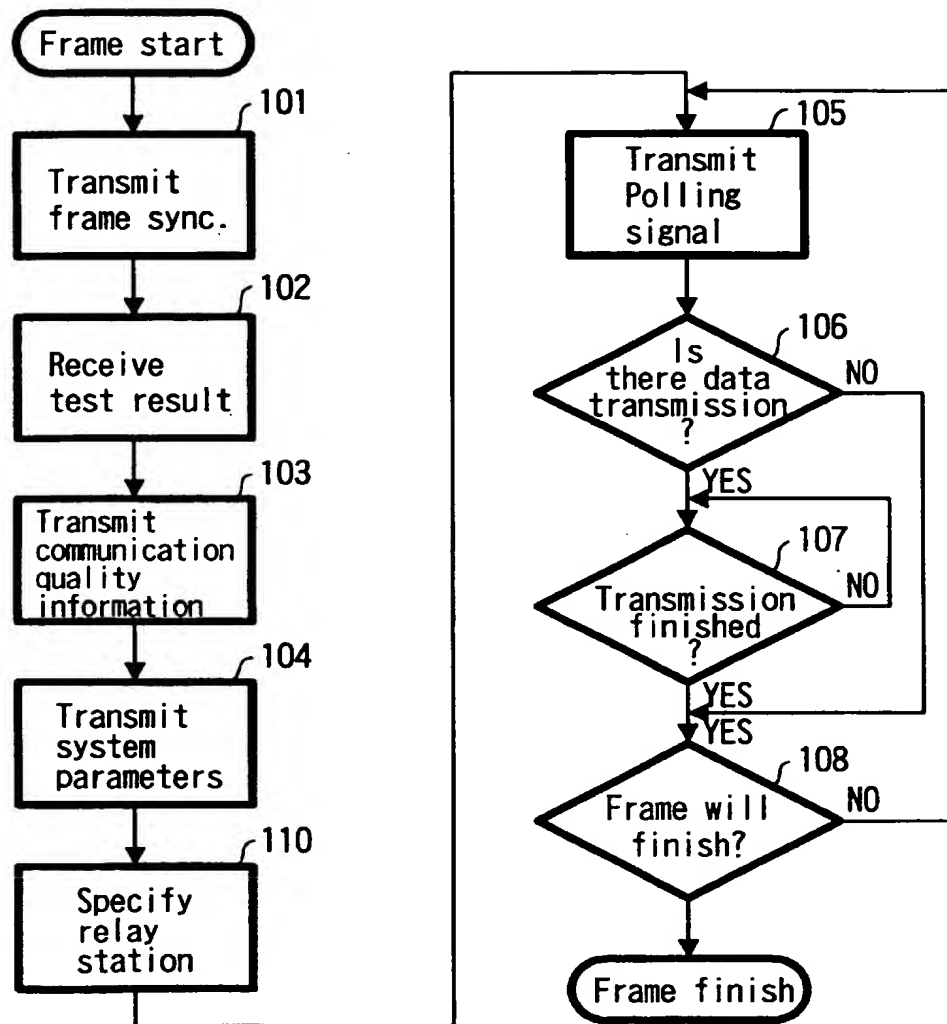 Frame start
101
Transmit
frame sync.
102
Receive
test result
103
Transmit
communication
quality
information
104
Transmit
system
parameters
110
Specify
relay
station
105
Transmit
Polling
signal
106
Is
there data
transmission
?
NO
YES
107
Transmission
finished
?
NO
YES
YES
108
Frame will
finish?
NO
Frame finish